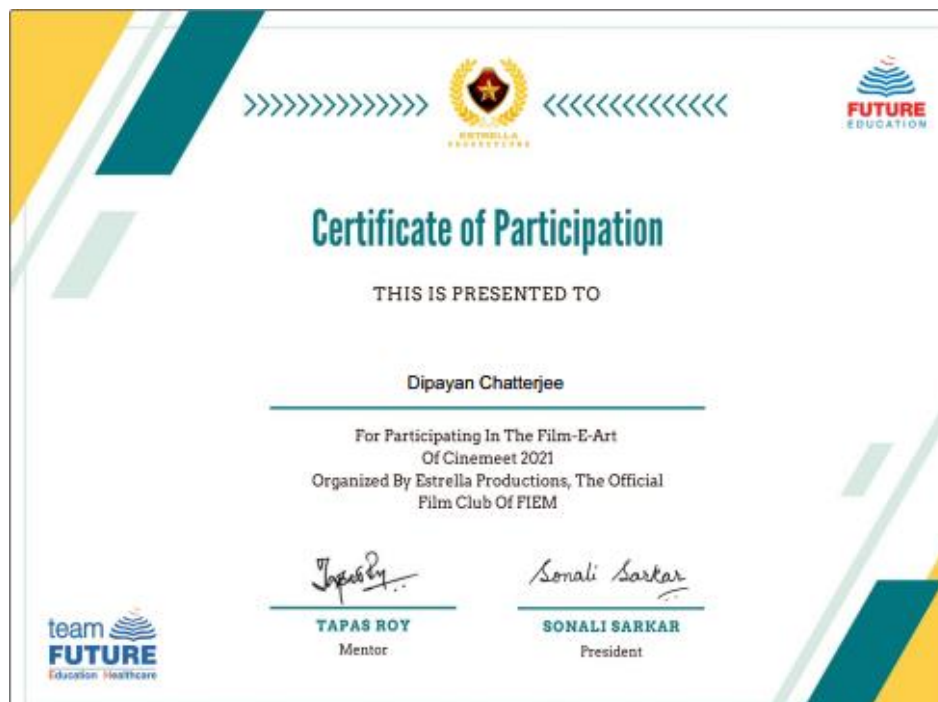 ESTRELLA
PRODUCTIONS
FUTURE
EDUCATION
Certificate of Participation
THIS IS PRESENTED TO
Dipayan Chatterjee
For Participating In The Film-E-Art
Of Cinemeet 2021
Organized By Estrella Productions, The Official
Film Club Of FIEM
Sonali Sarkar
TAPAS ROY
Mentor
SONALI SARKAR
President
team
FUTURE
Education Healthcare